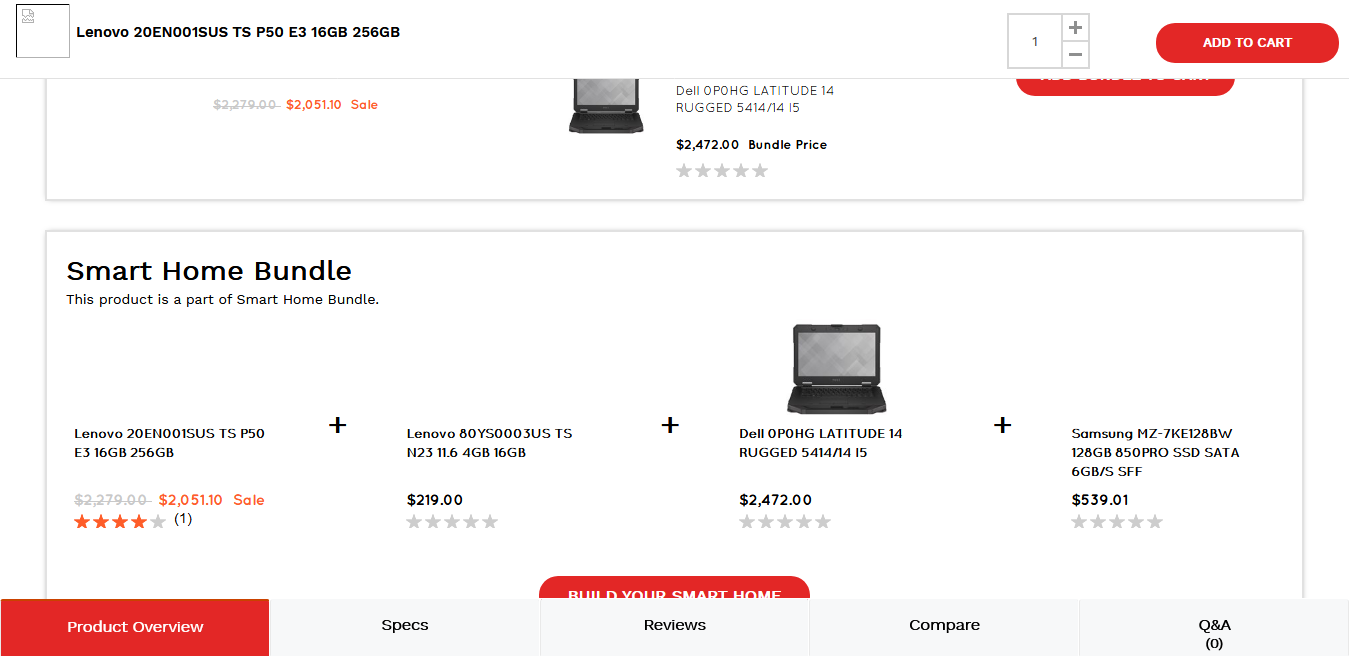 Lenovo 20EN001SUS TS P50 E3 16GB 256GB
1
ADD TO CART
$2,279.00 $2,051.10 Sale
Dell 0P0HG LATITUDE 14
RUGGED 5414/14 I5
$2,472.00 Bundle Price
Smart Home Bundle
This product is a part of Smart Home Bundle.
Lenovo 20EN001SUS TS P50
E3 16GB 256GB
$2,279.00 $2,051.10 Sale
(1)
+
Lenovo 80YS0003US TS
N23 11.6 4GB 16GB
$219.00
+
Dell 0P0HG LATITUDE 14
RUGGED 5414/14 I5
$2,472.00
+
Samsung MZ-7KE128BW
128GB 850PRO SSD SATA
6GB/S SFF
$539.01
BUILD YOUR SMART HOME
Product Overview
Specs
Reviews
Compare
Q&A
(0)